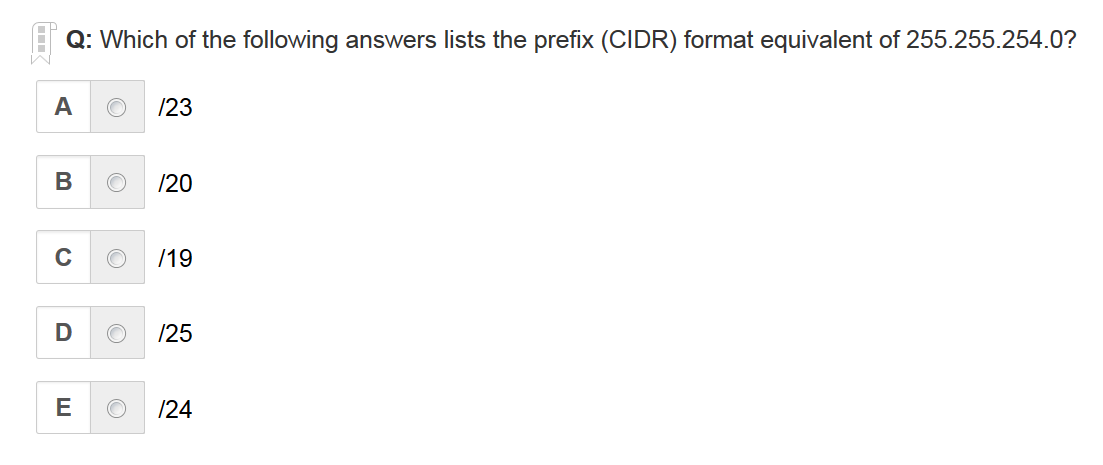 Q: Which of the following answers lists the prefix (CIDR) format equivalent of 255.255.254.0?
A /23
B /20
C /19
D /25
E /24